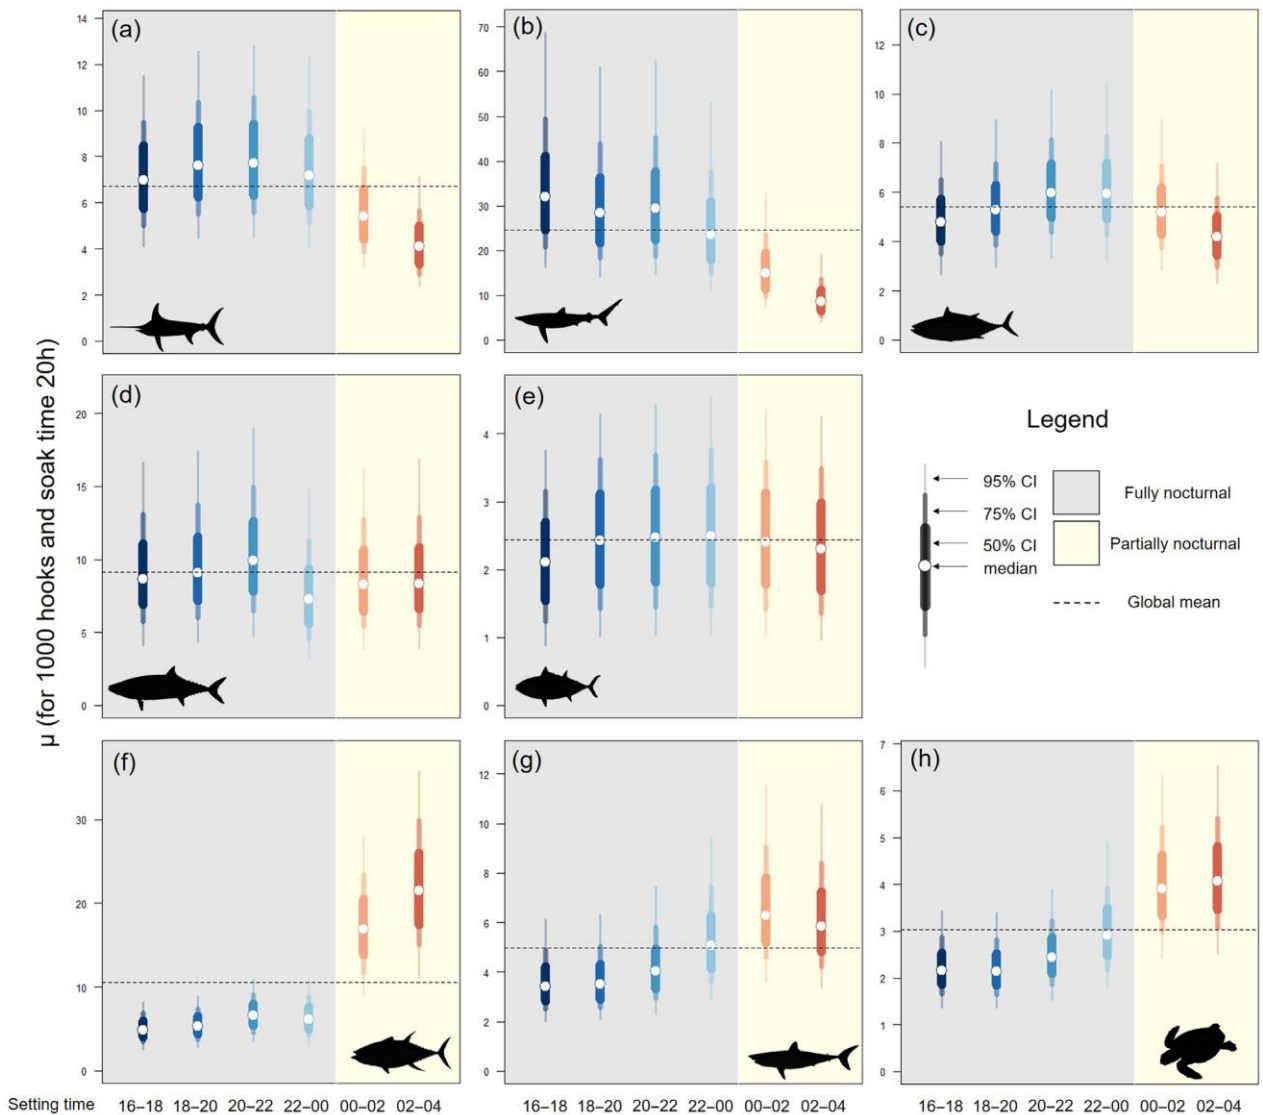 (a)
14
12
10
8
6
4
2
0
(b)
70
60
50
40
30
20
10
0
(c)
12
10
8
6
4
2
0
μ (for 1000 hooks and soak time 20h)
(d)
20
15
10
5
0
(e)
4
3
2
1
0
Legend
95% CI
75% CI
50% CI
median
Fully nocturnal
Partially nocturnal
Global mean
(f)
30
20
10
0
(g)
12
10
8
6
4
2
0
(h)
7
6
5
4
3
2
1
0
Setting time 16–18 18–20 20–22 22–00 00–02 02–04 16–18 18–20 20–22 22–00 00–02 02–04 16–18 18–20 20–22 22–00 00–02 02–04